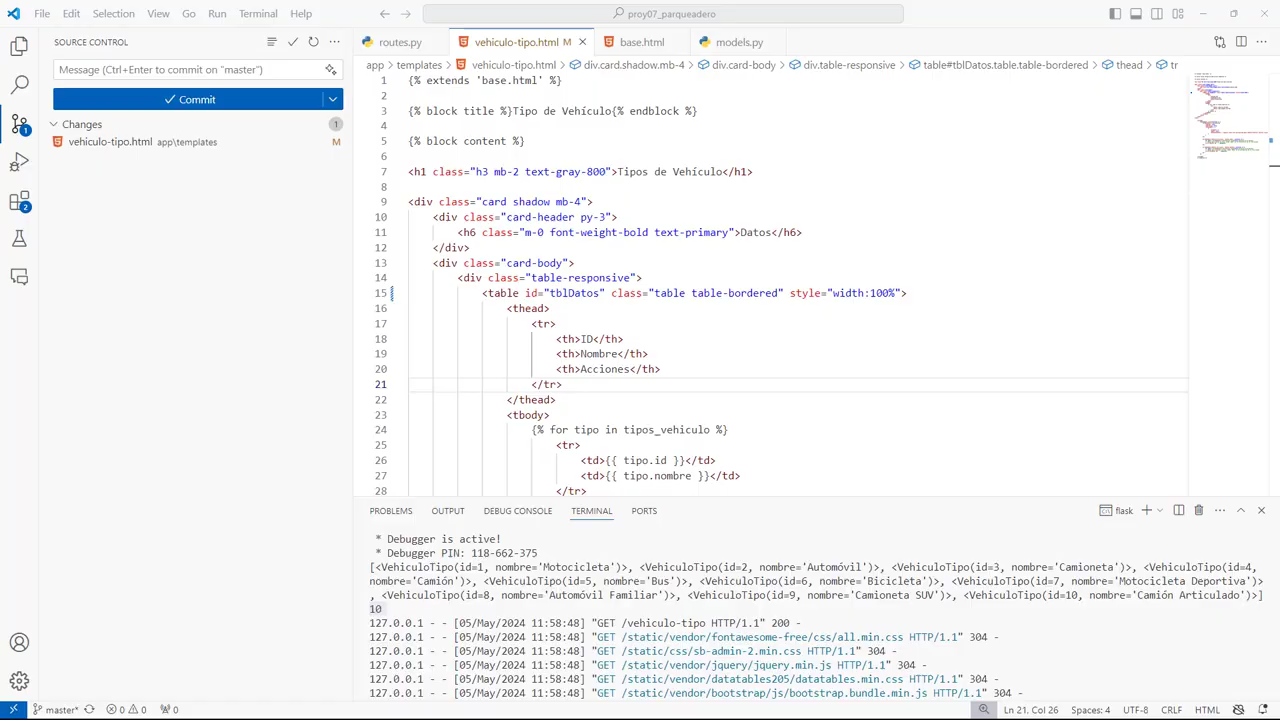 File Edit Selection View Go Run Terminal Help
proy07_parqueadero
SOURCE CONTROL
Message (Ctrl+Enter to commit on "master")
Commit
Changes 1
vehiculo-tipo.html app\templates M
1
2
routes.py vehiculo-tipo.html M base.html models.py
app > templates > vehiculo-tipo.html > div.card.shadow.mb-4 > div.card-body > div.table-responsive > table#tblDatos.table.table-bordered > thead > tr
1 {% extends 'base.html' %}
2
3 {% block title %}Tipos de Vehículo{% endblock %}
4
5 {% block content %}
6
7 <h1 class="h3 mb-2 text-gray-800">Tipos de Vehículo</h1>
8
9 <div class="card shadow mb-4">
10 <div class="card-header py-3">
11 <h6 class="m-0 font-weight-bold text-primary">Datos</h6>
12 </div>
13 <div class="card-body">
14 <div class="table-responsive">
15 <table id="tblDatos" class="table table-bordered" style="width:100%">
16 <thead>
17 <tr>
18 <th>ID</th>
19 <th>Nombre</th>
20 <th>Acciones</th>
21 </tr>
22 </thead>
23 <tbody>
24 {% for tipo in tipos_vehiculo %}
25 <tr>
26 <td>{{ tipo.id }}</td>
27 <td>{{ tipo.nombre }}</td>
28 </tr>
PROBLEMS OUTPUT DEBUG CONSOLE TERMINAL PORTS flask
* Debugger is active!
* Debugger PIN: 118-662-375
[<VehiculoTipo(id=1, nombre='Motocicleta')>, <VehiculoTipo(id=2, nombre='Automóvil')>, <VehiculoTipo(id=3, nombre='Camioneta')>, <VehiculoTipo(id=4,
nombre='Camión')>, <VehiculoTipo(id=5, nombre='Bus')>, <VehiculoTipo(id=6, nombre='Bicicleta')>, <VehiculoTipo(id=7, nombre='Motocicleta Deportiva')>
, <VehiculoTipo(id=8, nombre='Automóvil Familiar')>, <VehiculoTipo(id=9, nombre='Camioneta SUV')>, <VehiculoTipo(id=10, nombre='Camión Articulado')>]
10
127.0.0.1 - - [05/May/2024 11:58:48] "GET /vehiculo-tipo HTTP/1.1" 200 -
127.0.0.1 - - [05/May/2024 11:58:48] "GET /static/vendor/fontawesome-free/css/all.min.css HTTP/1.1" 304 -
127.0.0.1 - - [05/May/2024 11:58:48] "GET /static/css/sb-admin-2.min.css HTTP/1.1" 304 -
127.0.0.1 - - [05/May/2024 11:58:48] "GET /static/vendor/jquery/jquery.min.js HTTP/1.1" 304 -
127.0.0.1 - - [05/May/2024 11:58:48] "GET /static/vendor/datatables205/datatables.min.css HTTP/1.1" 304 -
127.0.0.1 - - [05/May/2024 11:58:48] "GET /static/vendor/bootstrap/js/bootstrap.bundle.min.js HTTP/1.1" 304 -
master* 0 0 0 Ln 21, Col 26 Spaces: 4 UTF-8 CRLF HTML